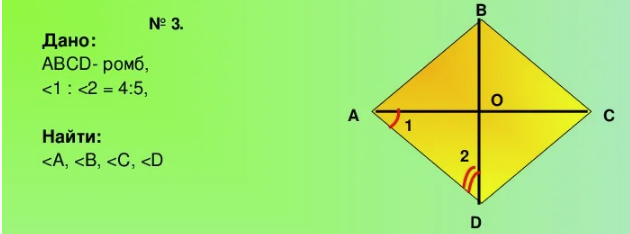 № 3.
Дано:
ABCD- ромб,
<1 : <2 = 4:5,
Найти:
<A, <B, <C, <D
B
A
1
O
C
2
D